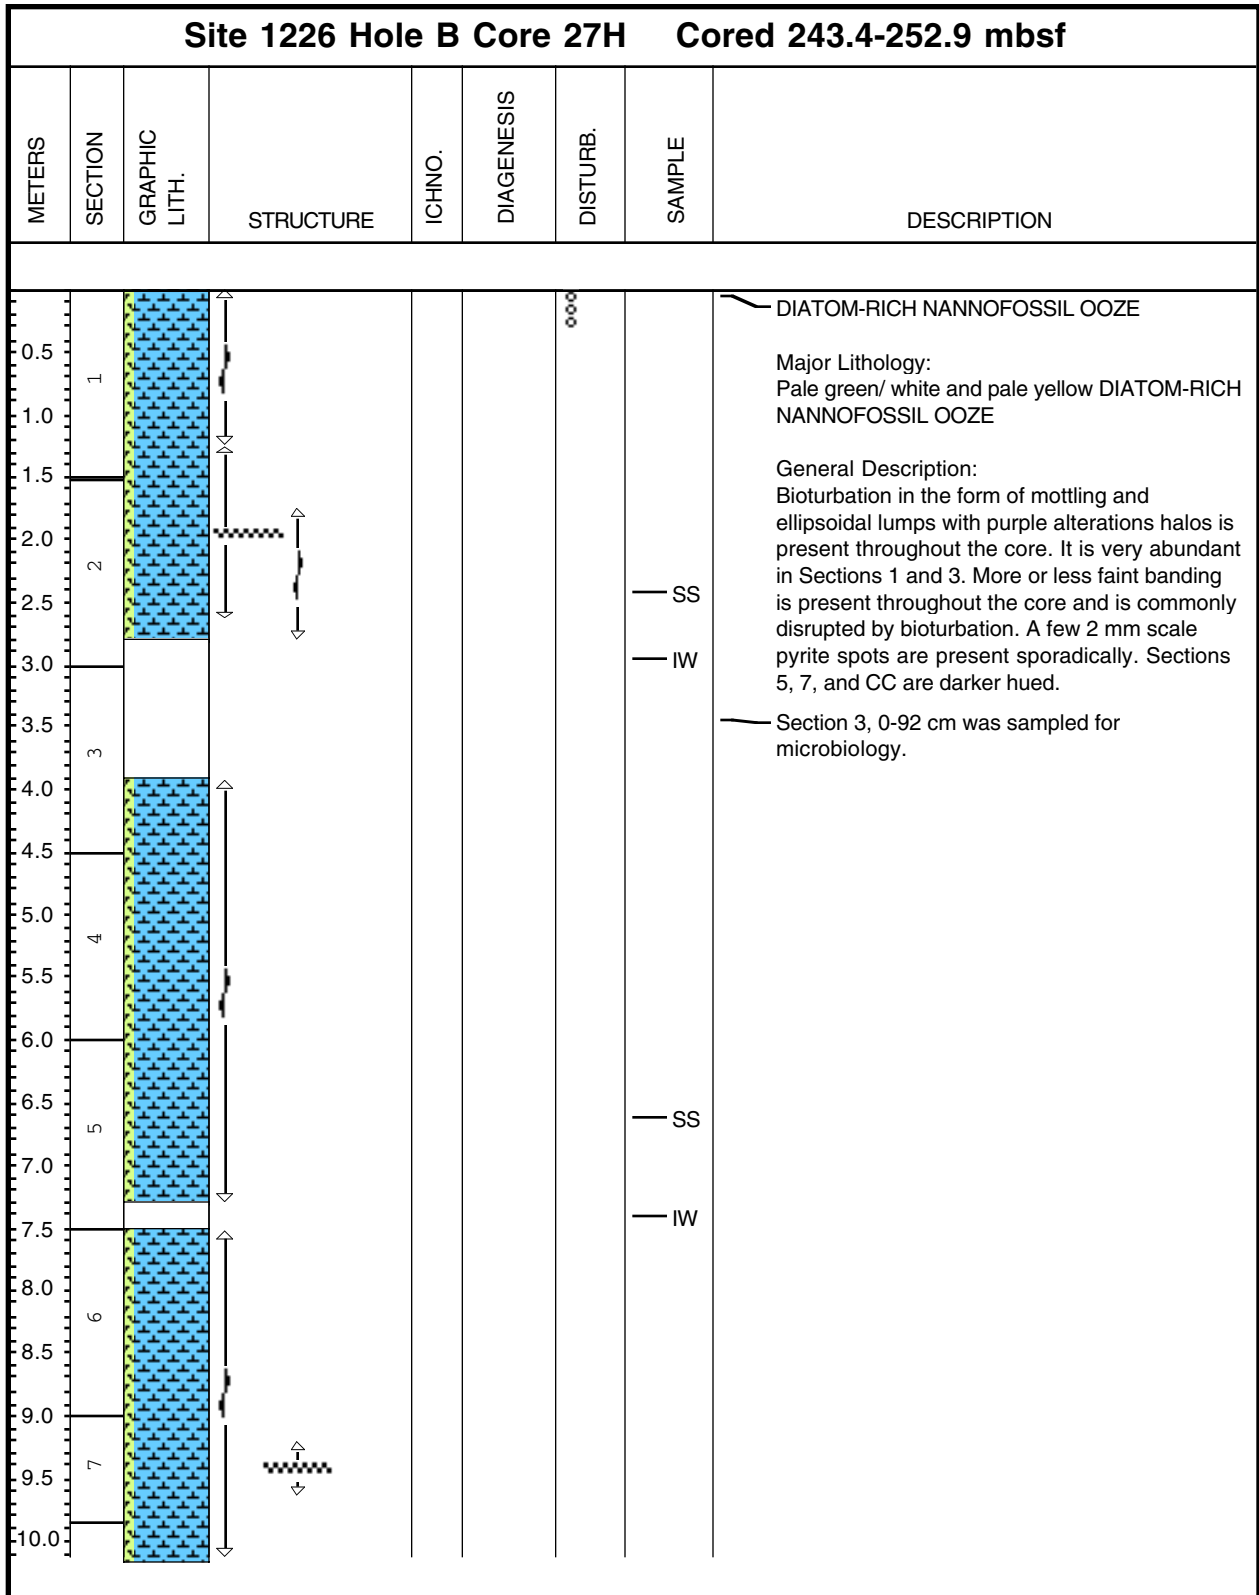 Site 1226 Hole B Core 27H Cored 243.4-252.9 mbsf
METERS
SECTION
GRAPHIC
LITH.
STRUCTURE
ICHNO.
DIAGENESIS
DISTURB.
SAMPLE
DESCRIPTION
0.5
1.0
1.5
2.0
2.5
3.0
3.5
4.0
4.5
5.0
5.5
6.0
6.5
7.0
7.5
8.0
8.5
9.0
9.5
10.0
1
2
3
4
5
6
7
SS
IW
SS
IW
DIATOM-RICH NANNOFOSSIL OOZE
Major Lithology:
Pale green/ white and pale yellow DIATOM-RICH
NANNOFOSSIL OOZE
General Description:
Bioturbation in the form of mottling and
ellipsoidal lumps with purple alterations halos is
present throughout the core. It is very abundant
in Sections 1 and 3. More or less faint banding
is present throughout the core and is commonly
disrupted by bioturbation. A few 2 mm scale
pyrite spots are present sporadically. Sections
5, 7, and CC are darker hued.
Section 3, 0-92 cm was sampled for
microbiology.